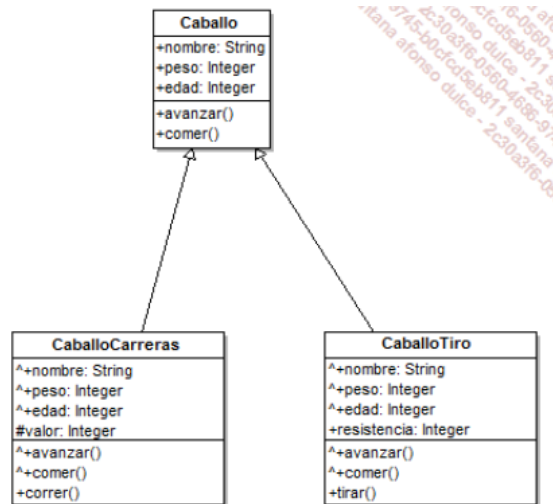 Caballo
+nombre: String
+peso: Integer
+edad: Integer
+avanzar()
+comer()
CaballoCarreras
^+nombre: String
^+peso: Integer
^+edad: Integer
#valor: Integer
^+avanzar()
^+comer()
+correr()
CaballoTiro
^+nombre: String
^+peso: Integer
^+edad: Integer
+resistencia: Integer
^+avanzar()
^+comer()
+tirar()